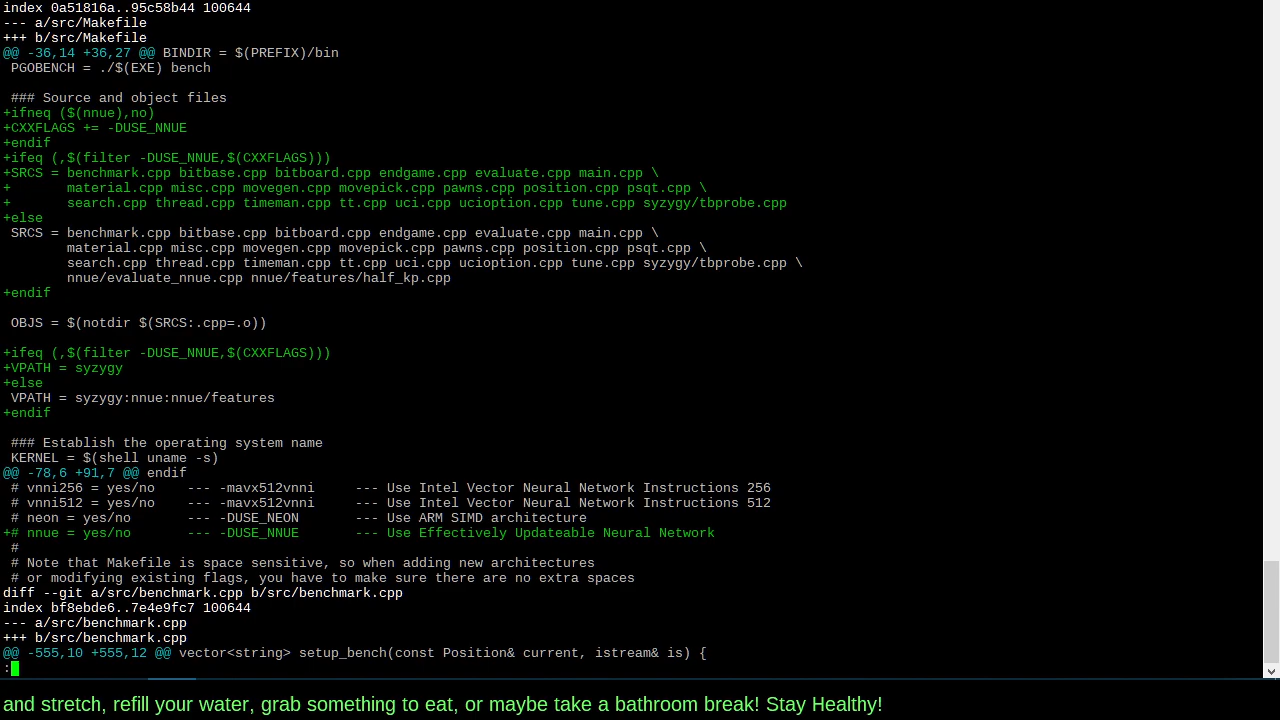 index 0a51816a..95c58b44 100644
--- a/src/Makefile
+++ b/src/Makefile
@@ -36,14 +36,27 @@ BINDIR = $(PREFIX)/bin
 PGOBENCH = ./$(EXE) bench

 ### Source and object files
+ifneq ($(nnue),no)
+CXXFLAGS += -DUSE_NNUE
+endif
+ifeq (,$(filter -DUSE_NNUE,$(CXXFLAGS)))
+SRCS = benchmark.cpp bitbase.cpp bitboard.cpp endgame.cpp evaluate.cpp main.cpp \
+       material.cpp misc.cpp movegen.cpp movepick.cpp pawns.cpp position.cpp psqt.cpp \
+       search.cpp thread.cpp timeman.cpp tt.cpp uci.cpp ucioption.cpp tune.cpp syzygy/tbprobe.cpp
+else
 SRCS = benchmark.cpp bitbase.cpp bitboard.cpp endgame.cpp evaluate.cpp main.cpp \
        material.cpp misc.cpp movegen.cpp movepick.cpp pawns.cpp position.cpp psqt.cpp \
        search.cpp thread.cpp timeman.cpp tt.cpp uci.cpp ucioption.cpp tune.cpp syzygy/tbprobe.cpp \
        nnue/evaluate_nnue.cpp nnue/features/half_kp.cpp
+endif

 OBJS = $(notdir $(SRCS:.cpp=.o))

+ifeq (,$(filter -DUSE_NNUE,$(CXXFLAGS)))
+VPATH = syzygy
+else
 VPATH = syzygy:nnue:nnue/features
+endif

 ### Establish the operating system name
 KERNEL = $(shell uname -s)
@@ -78,6 +91,7 @@ endif
 # vnni256 = yes/no    --- -mavx512vnni     --- Use Intel Vector Neural Network Instructions 256
 # vnni512 = yes/no    --- -mavx512vnni     --- Use Intel Vector Neural Network Instructions 512
 # neon = yes/no       --- -DUSE_NEON       --- Use ARM SIMD architecture
+# nnue = yes/no       --- -DUSE_NNUE       --- Use Effectively Updateable Neural Network
 #
 # Note that Makefile is space sensitive, so when adding new architectures
 # or modifying existing flags, you have to make sure there are no extra spaces
diff --git a/src/benchmark.cpp b/src/benchmark.cpp
index bf8ebde6..7e4e9fc7 100644
--- a/src/benchmark.cpp
+++ b/src/benchmark.cpp
@@ -555,10 +555,12 @@ vector<string> setup_bench(const Position& current, istream& is) {
:
and stretch, refill your water, grab something to eat, or maybe take a bathroom break! Stay Healthy!